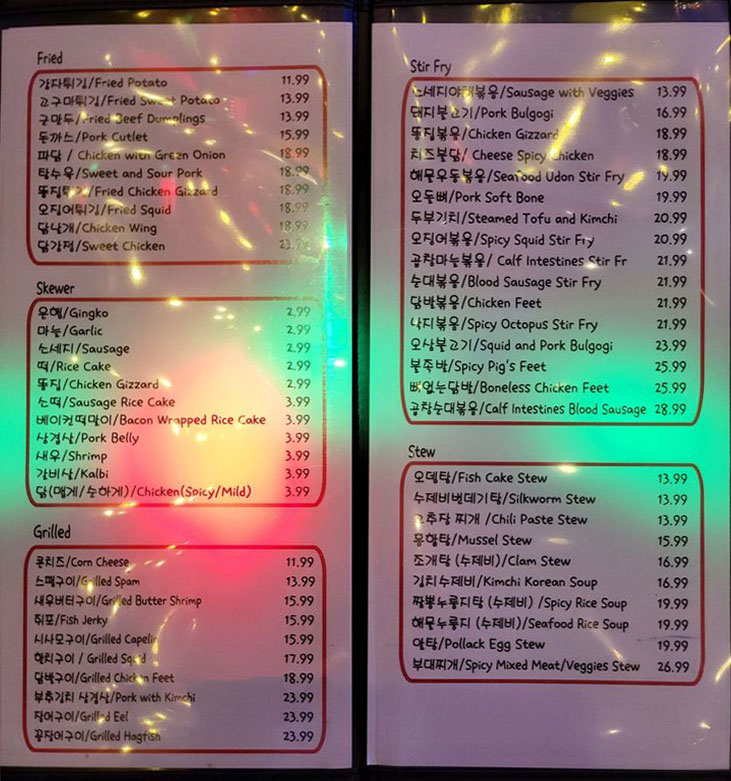 Fried
감자튀김/Fried Potato 11.99
고구마튀김/Fried Sweet Potato 13.99
군만두/Fried Beef Dumplings 13.99
돈까스/Pork Cutlet 15.99
파닭 / Chicken with Green Onion 18.99
탕수육/Sweet and Sour Pork 18.99
똥집튀김/Fried Chicken Gizzard 18.99
오징어튀김/Fried Squid 18.99
닭날개/Chicken Wing 18.99
닭강정/Sweet Chicken 23.99
Skewer
은행/Gingko 2.99
마늘/Garlic 2.99
소세지/Sausage 2.99
떡/Rice Cake 2.99
똥집/Chicken Gizzard 2.99
소떡/Sausage Rice Cake 3.99
베이컨떡말이/Bacon Wrapped Rice Cake 3.99
삼겹살/Pork Belly 3.99
새우/Shrimp 3.99
갈비살/Kalbi 3.99
닭(맵게/순하게)/Chicken(Spicy/Mild) 3.99
Grilled
콘치즈/Corn Cheese 11.99
스팸구이/Grilled Spam 13.99
새우버터구이/Grilled Butter Shrimp 15.99
쥐포/Fish Jerky 15.99
시사모구이/Grilled Capelin 15.99
한치구이 / Grilled Squid 17.99
닭발구이/Grilled Chicken Feet 18.99
부추김치 삼겹살/Pork with Kimchi 23.99
장어구이/Grilled Eel 23.99
꼼장어구이/Grilled Hagfish 23.99
Stir Fry
소세지야채볶음/Sausage with Veggies 13.99
돼지불고기/Pork Bulgogi 16.99
똥집볶음/Chicken Gizzard 18.99
치즈불닭/ Cheese Spicy Chicken 18.99
해물우동볶음/Seafood Udon Stir Fry 19.99
오돌뼈/Pork Soft Bone 19.99
두부김치/Steamed Tofu and Kimchi 20.99
오징어볶음/Spicy Squid Stir Fry 20.99
곱창마늘볶음/ Calf Intestines Stir Fr 21.99
순대볶음/Blood Sausage Stir Fry 21.99
닭발볶음/Chicken Feet 21.99
낙지볶음/Spicy Octopus Stir Fry 21.99
오삼불고기/Squid and Pork Bulgogi 23.99
불족발/Spicy Pig's Feet 25.99
뼈없는닭발/Boneless Chicken Feet 25.99
곱창순대볶음/Calf Intestines Blood Sausage 28.99
Stew
오뎅탕/Fish Cake Stew 13.99
수제비번데기탕/Silkworm Stew 13.99
고추장 찌개 /Chili Paste Stew 13.99
홍합탕/Mussel Stew 15.99
조개탕 (수제비)/Clam Stew 16.99
김치수제비/Kimchi Korean Soup 16.99
짬뽕누룽지탕 (수제비) /Spicy Rice Soup 19.99
해물누룽지 (수제비)/Seafood Rice Soup 19.99
알탕/Pollack Egg Stew 19.99
부대찌개/Spicy Mixed Meat/Veggies Stew 26.99